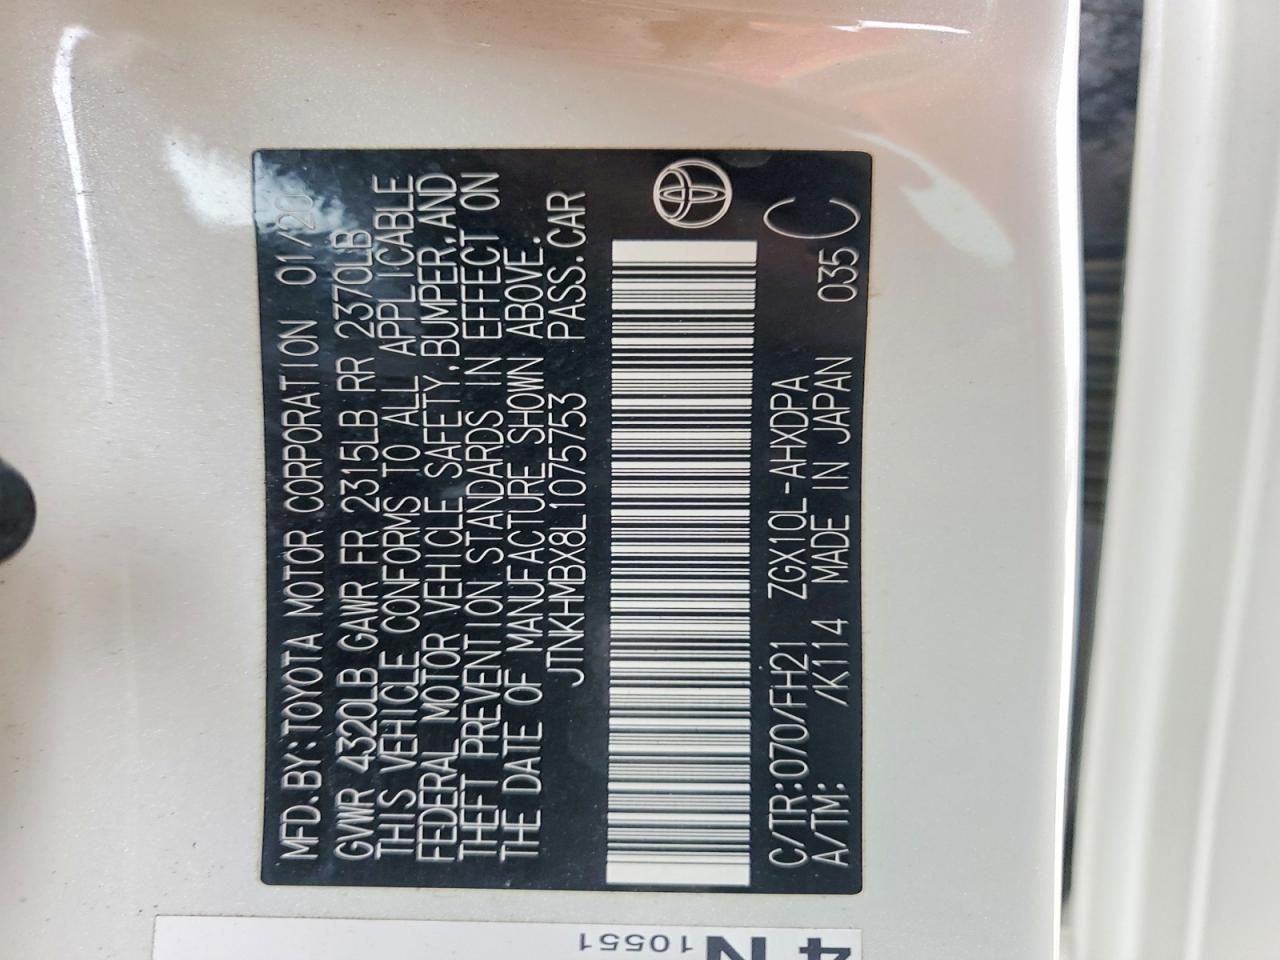 MFD.BY:TOYOTA MOTOR CORPORATION 01/20
GVWR 4320LB GAWR FR 2315LB RR 2370LB
THIS VEHICLE CONFORMS TO ALL APPLICABLE
FEDERAL MOTOR VEHICLE SAFETY, BUMPER, AND
THEFT PREVENTION STANDARDS IN EFFECT ON
THE DATE OF MANUFACTURE SHOWN ABOVE.
JTNKHMBX8L1075753 PASS.CAR
C/TR:070/FH21 ZGX10L-AHXDPA 035 C
A/TM: /K114 MADE IN JAPAN
4N
10551